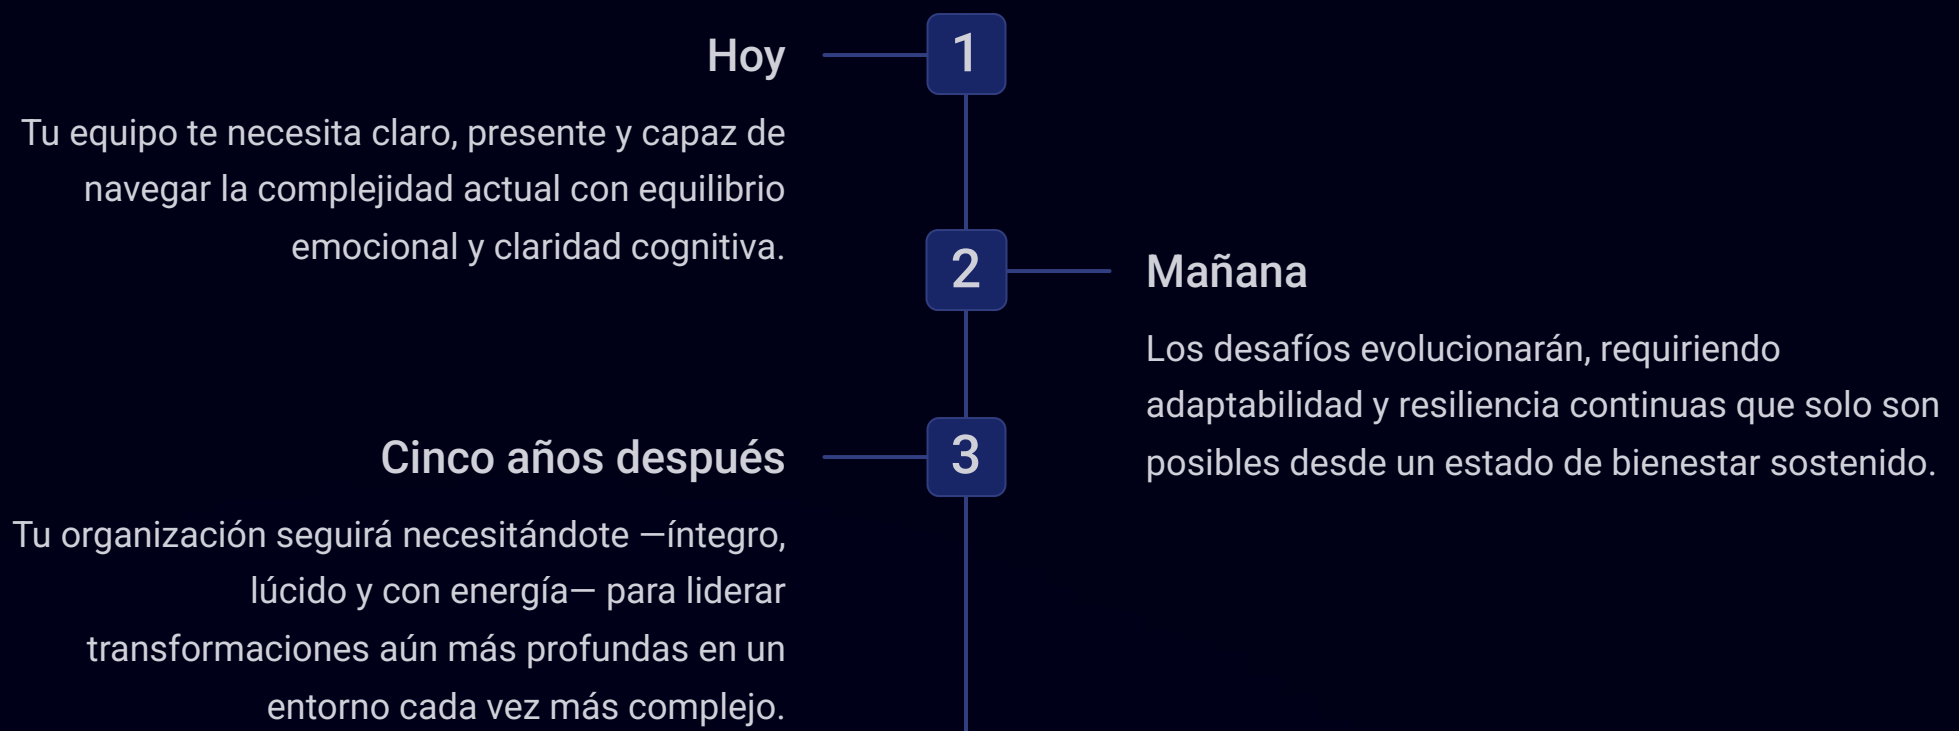 1
Hoy
Tu equipo te necesita claro, presente y capaz de
navegar la complejidad actual con equilibrio
emocional y claridad cognitiva.
2
Mañana
Los desafíos evolucionarán, requiriendo
adaptabilidad y resiliencia continuas que solo son
posibles desde un estado de bienestar sostenido.
3
Cinco años después
Tu organización seguirá necesitándote —íntegro,
lúcido y con energía— para liderar
transformaciones aún más profundas en un
entorno cada vez más complejo.